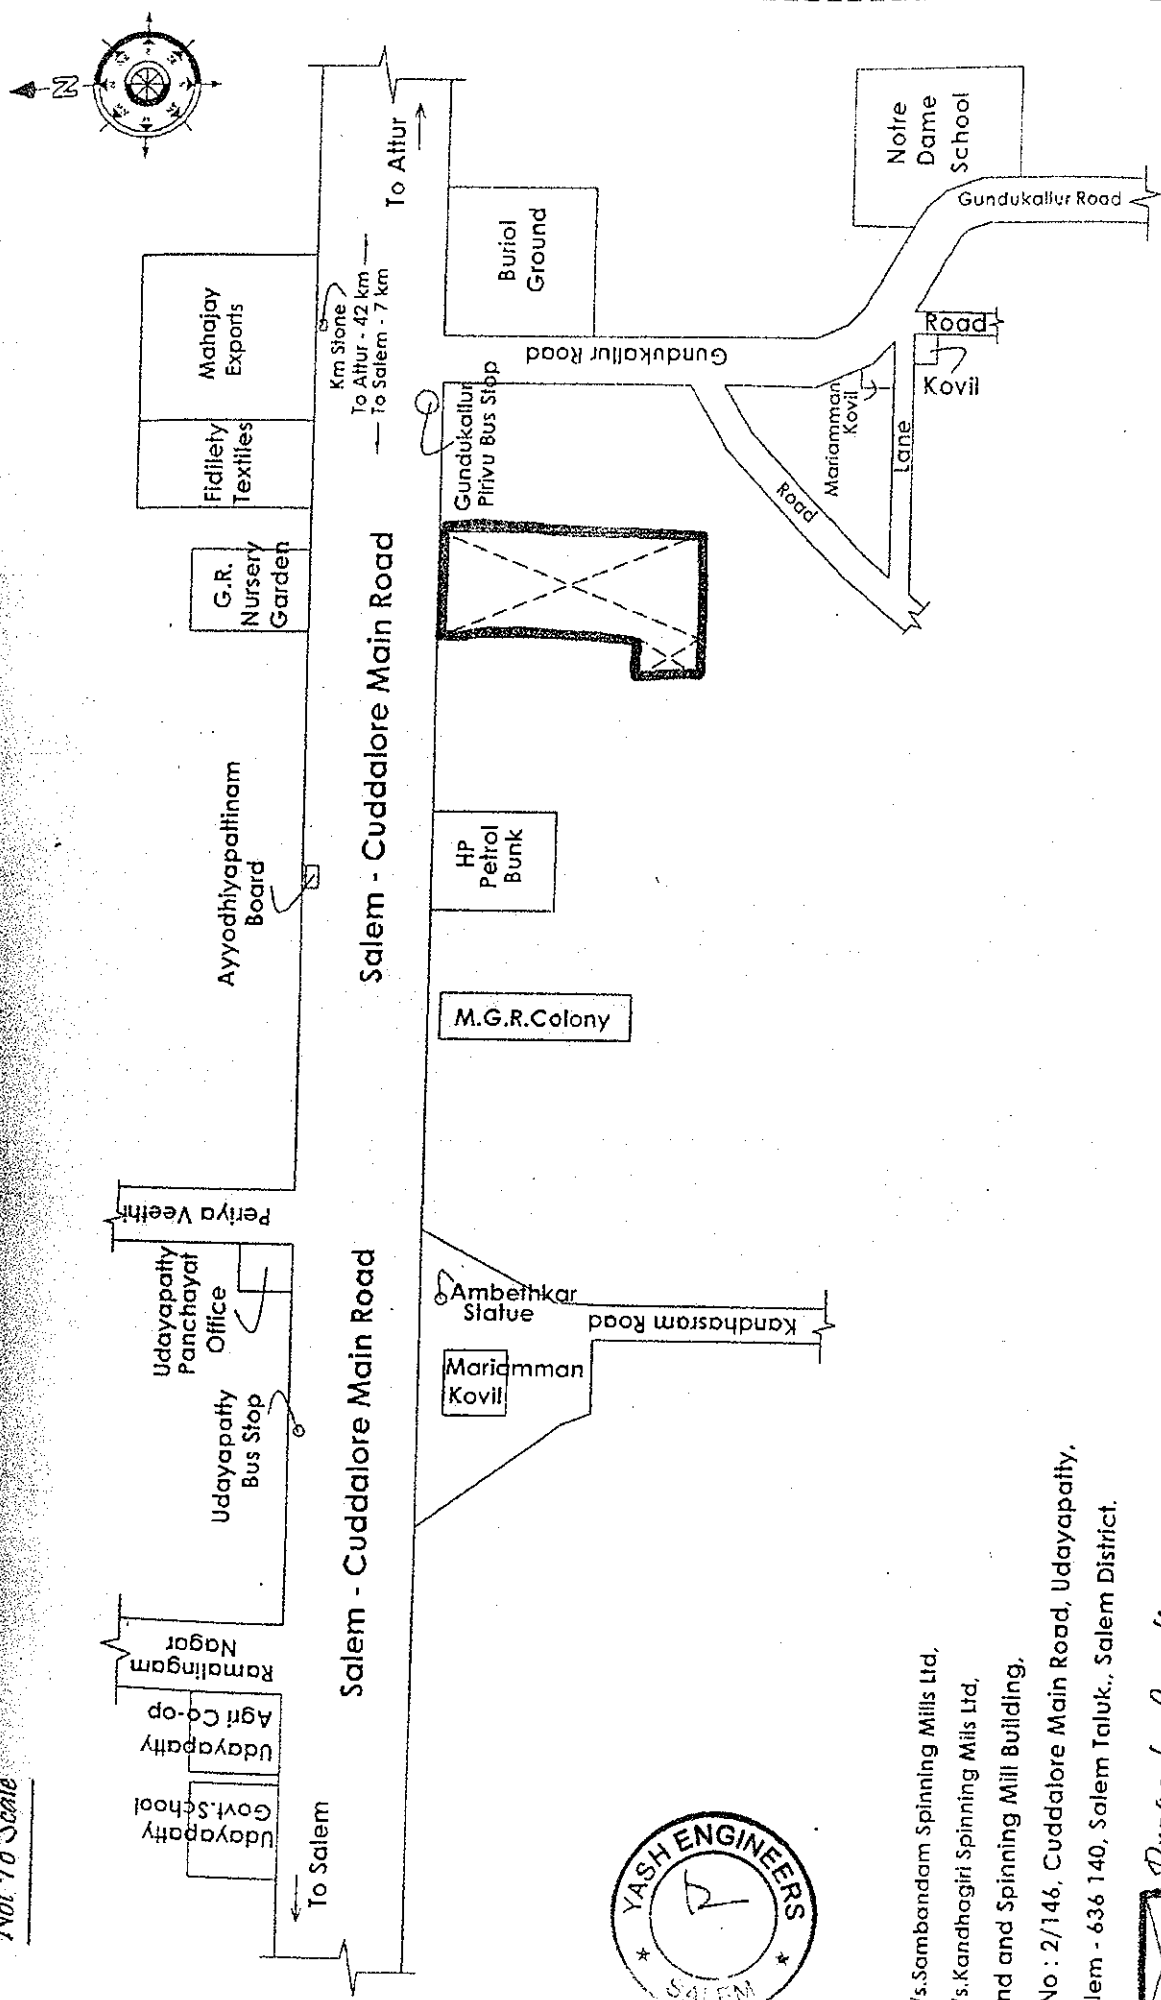 Not To Scale
N
Udayapatty
Govt.School
Udayapatty
Agri Co-op
Ramalingam
Nagar
Udayapatty
Bus Stop
Udayapatty
Panchayat
Office
Periya Veethi
Ayyodhiyapattinam
Board
G.R.
Nursery
Garden
Fidilety
Textiles
Mahajay
Exports
Km Stone
To Attur - 42 km
To Salem - 7 km
To Attur
To Salem
Salem - Cuddalore Main Road
Salem - Cuddalore Main Road
Mariamman
Kovil
Ambethkar
Statue
Kandhasram Road
M.G.R.Colony
HP
Petrol
Bunk
Gundukallur
Pirivu Bus Stop
Buriol
Ground
Gundukallur Road
Road
Mariamman
Kovil
Lane
Kovil
Road
Notre
Dame
School
Gundukallur Road
YASH ENGINEERS
SALEM
s.Sambandam Spinning Mills Ltd,
s.Kandhagiri Spinning Mils Ltd,
nd and Spinning Mill Building,
No : 2/146, Cuddalore Main Road, Udayapatty,
lem - 636 140, Salem Taluk., Salem District.